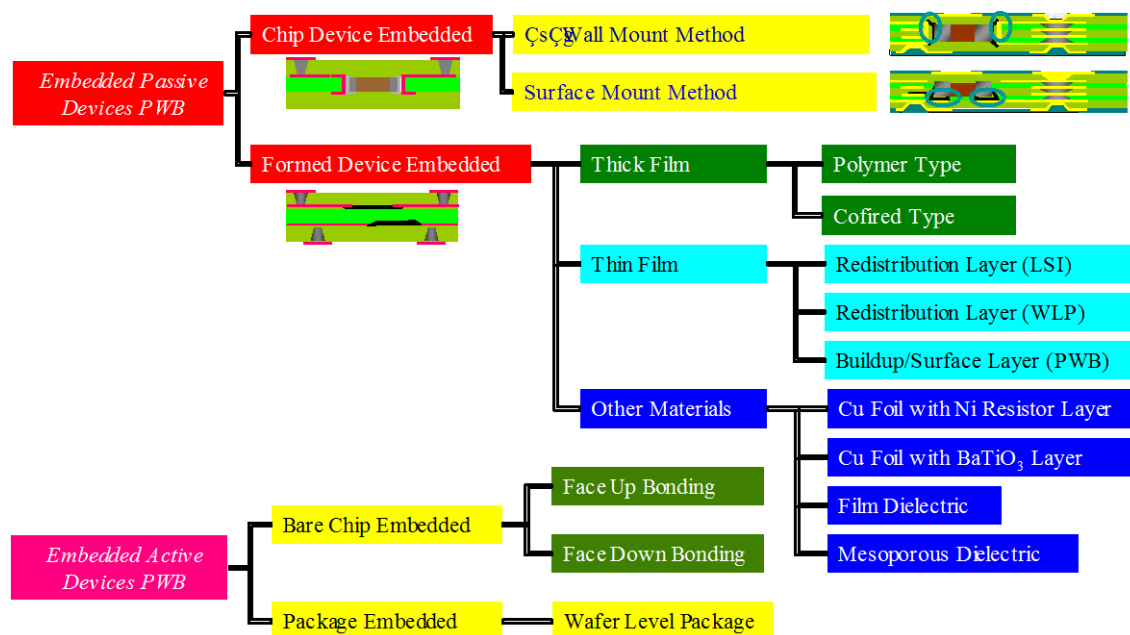 Chip Device Embedded
ÇsÇgWall Mount Method
Embedded Passive
Devices PWB
Surface Mount Method
Formed Device Embedded
Thick Film
Polymer Type
Cofired Type
Thin Film
Redistribution Layer (LSI)
Redistribution Layer (WLP)
Buildup/Surface Layer (PWB)
Other Materials
Cu Foil with Ni Resistor Layer
Cu Foil with BaTiO₃ Layer
Film Dielectric
Mesoporous Dielectric
Embedded Active
Devices PWB
Bare Chip Embedded
Face Up Bonding
Face Down Bonding
Package Embedded
Wafer Level Package